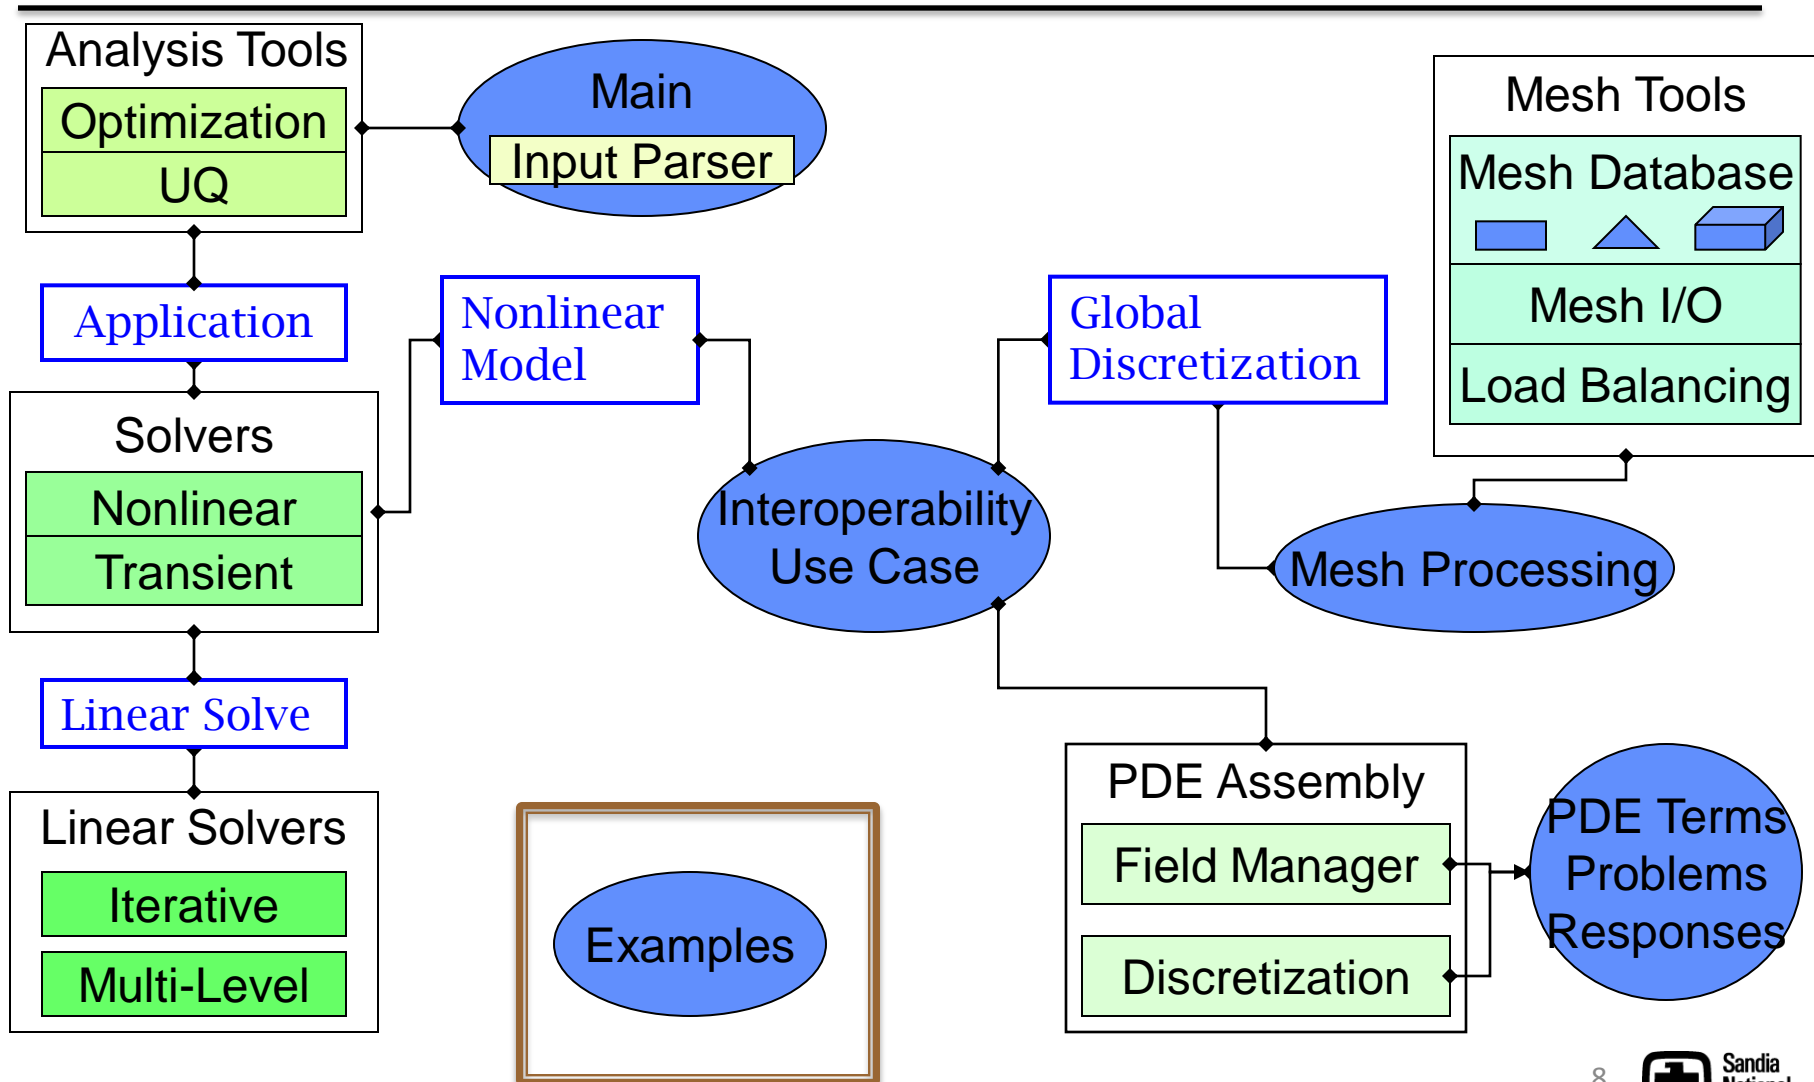 Analysis Tools
Optimization
UQ
Main
Input Parser
Mesh Tools
Mesh Database
Mesh I/O
Load Balancing
Application
Nonlinear
Model
Global
Discretization
Solvers
Nonlinear
Transient
Interoperability
Use Case
Mesh Processing
Linear Solve
Linear Solvers
Iterative
Multi-Level
Examples
PDE Assembly
Field Manager
Discretization
PDE Terms
Problems
Responses
8
Sandia
National